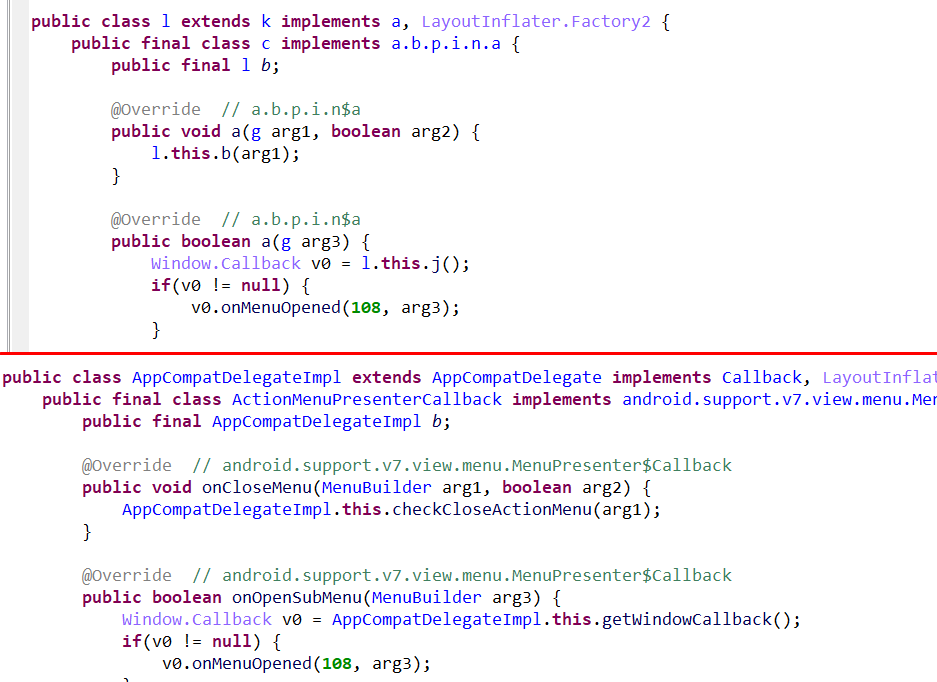 public class l extends k implements a, LayoutInflater.Factory2 {
public final class c implements a.b.p.i.n.a {
public final l b;
@Override // a.b.p.i.n$a
public void a(g arg1, boolean arg2) {
l.this.b(arg1);
}
@Override // a.b.p.i.n$a
public boolean a(g arg3) {
Window.Callback v0 = l.this.j();
if(v0 != null) {
v0.onMenuOpened(108, arg3);
}
public class AppCompatDelegateImpl extends AppCompatDelegate implements Callback, LayoutInflat
public final class ActionMenuPresenterCallback implements android.support.v7.view.menu.Men
public final AppCompatDelegateImpl b;
@Override // android.support.v7.view.menu.MenuPresenter$Callback
public void onCloseMenu(MenuBuilder arg1, boolean arg2) {
AppCompatDelegateImpl.this.checkCloseActionMenu(arg1);
}
@Override // android.support.v7.view.menu.MenuPresenter$Callback
public boolean onOpenSubMenu(MenuBuilder arg3) {
Window.Callback v0 = AppCompatDelegateImpl.this.getWindowCallback();
if(v0 != null) {
v0.onMenuOpened(108, arg3);